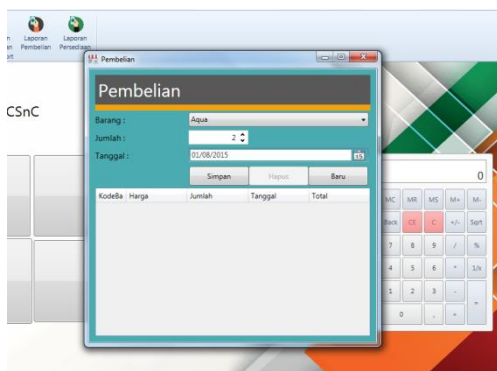 Laporan Pembelian
Laporan Persediaan
CSnC
Pembelian
Pembelian
Barang : Aqua
Jumlah : 2
Tanggal : 01/08/2015 15
Simpan Hapus Baru
KodeBa Harga Jumlah Tanggal Total
0
MC MR MS M+ M-
Back CE C +/- Sqrt
7 8 9 / %
4 5 6 * 1/x
1 2 3 - =
0 . +